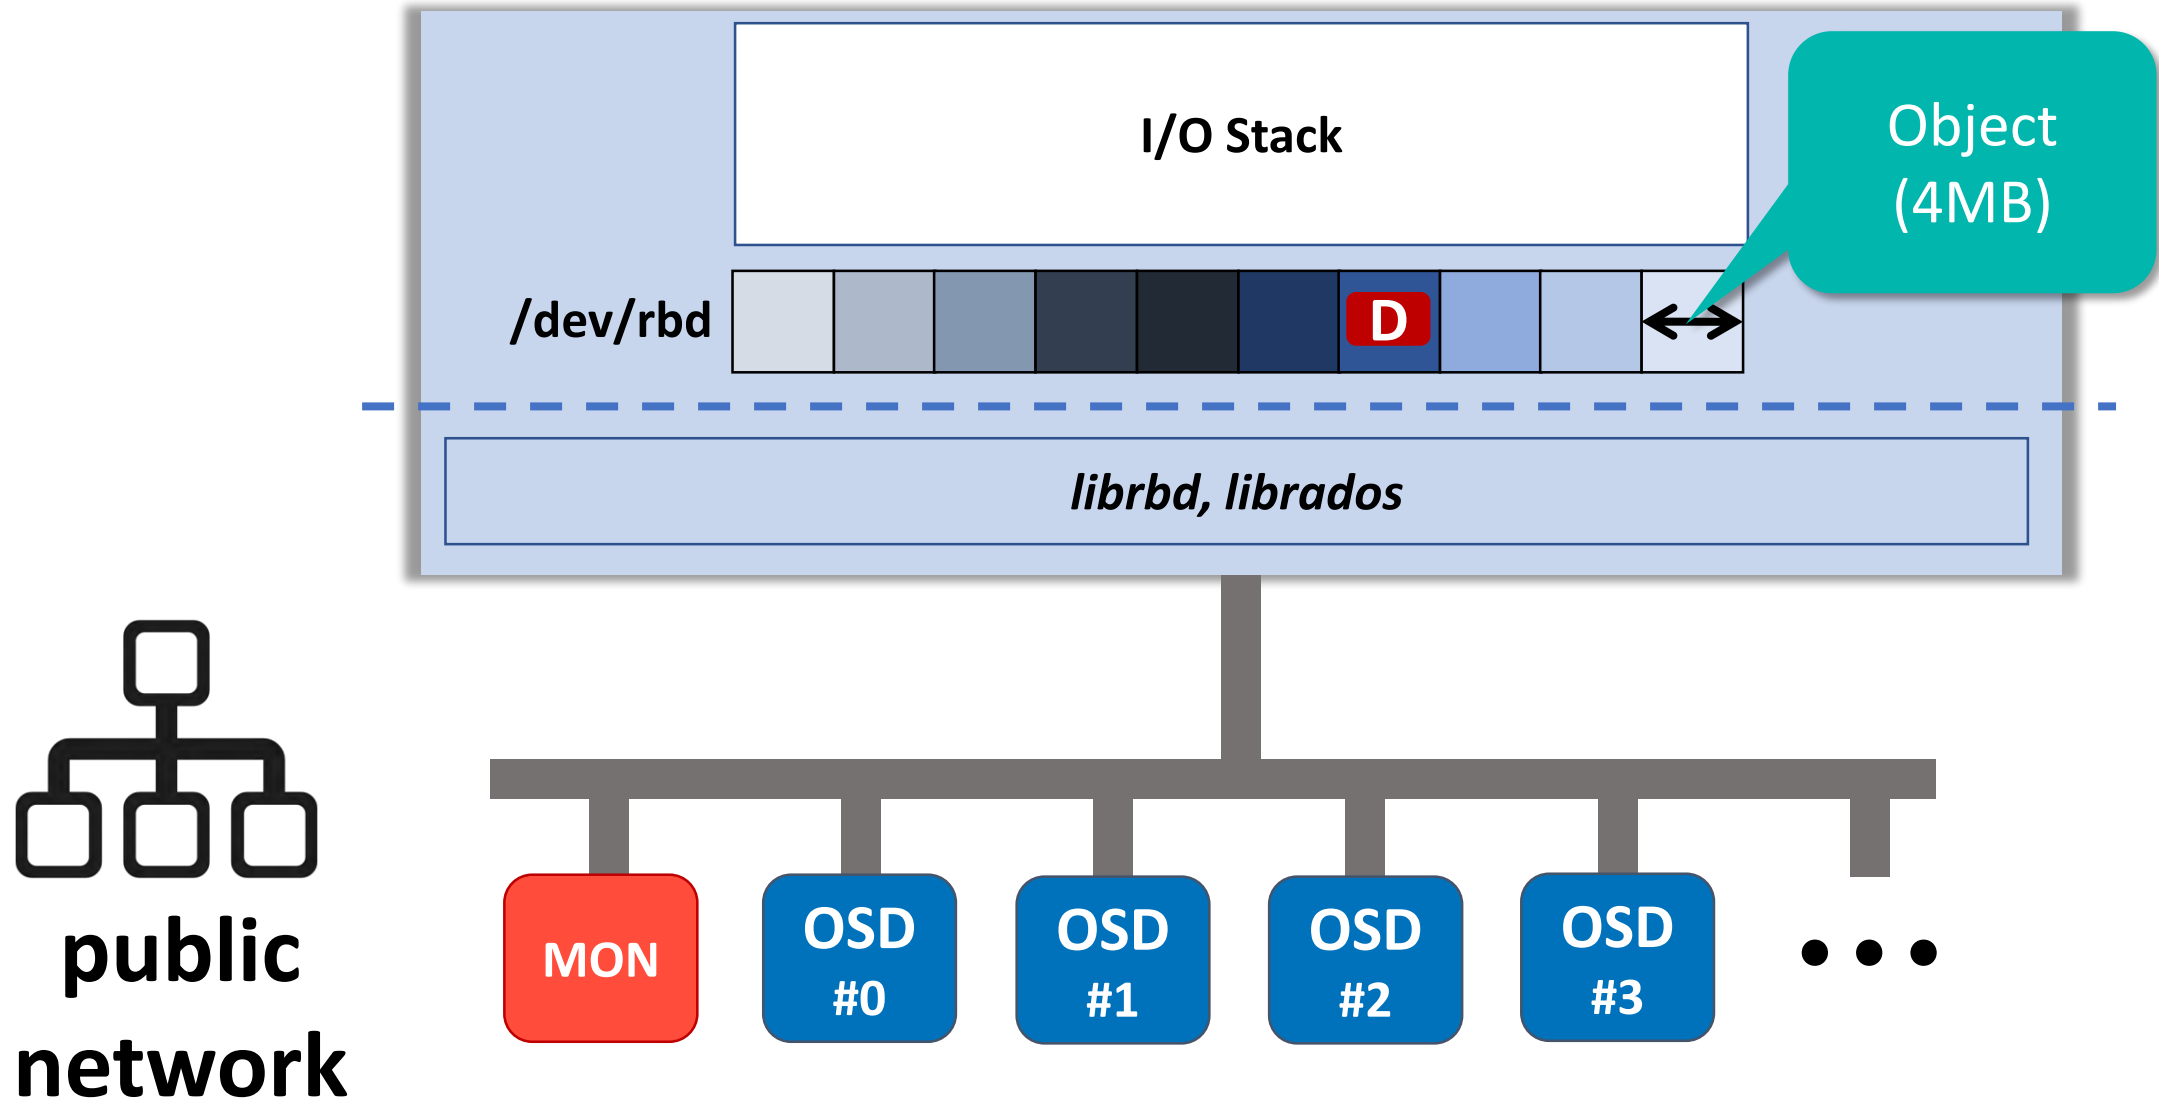 I/O Stack
Object
(4MB)
/dev/rbd
D
librbd, librados
public
network
MON
OSD
#0
OSD
#1
OSD
#2
OSD
#3
•••